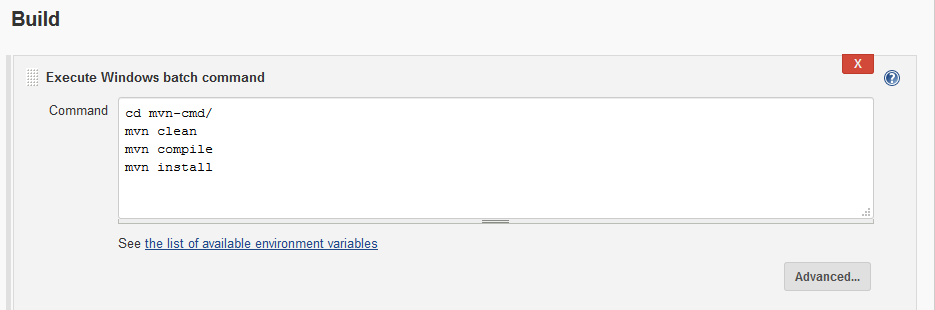 Build
X
Execute Windows batch command
?
Command
cd mvn-cmd/
mvn clean
mvn compile
mvn install
See the list of available environment variables
Advanced...